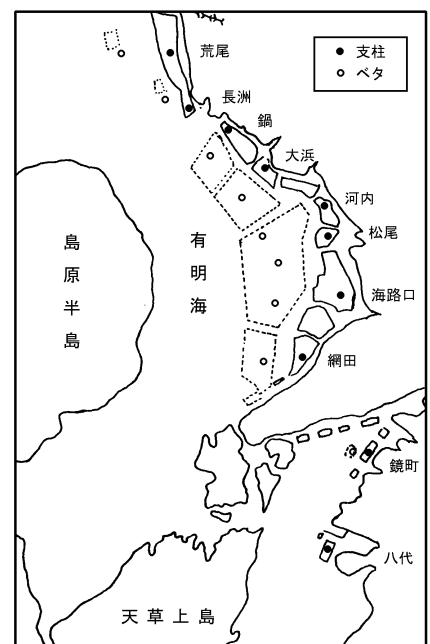 荒尾
支柱
ベタ
長洲
鍋
大浜
河内
松尾
海路口
網田
鏡町
八代
島原半島
有明海
天草上島